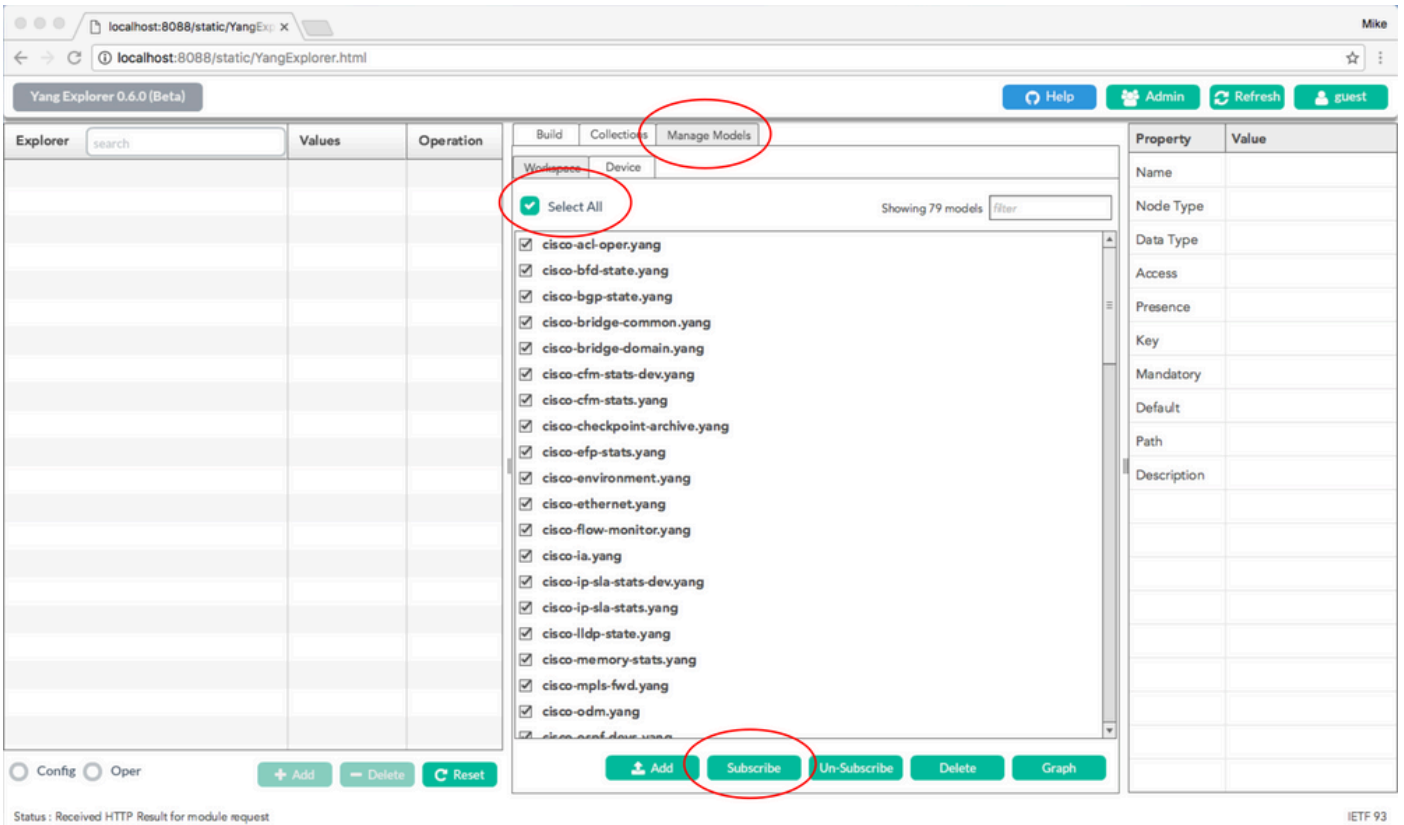 localhost:8088/static/YangExp
Mike
localhost:8088/static/YangExplorer.html
Yang Explorer 0.6.0 (Beta)
Help
Admin
Refresh
guest
Explorer
search
Values
Operation
Build
Collections
Manage Models
Property
Value
Workspace
Device
Select All
Showing 79 models
filter
cisco-acl-oper.yang
cisco-bfd-state.yang
cisco-bgp-state.yang
cisco-bridge-common.yang
cisco-bridge-domain.yang
cisco-cfm-stats-dev.yang
cisco-cfm-stats.yang
cisco-checkpoint-archive.yang
cisco-efp-stats.yang
cisco-environment.yang
cisco-ethernet.yang
cisco-flow-monitor.yang
cisco-ia.yang
cisco-ip-sla-stats-dev.yang
cisco-ip-sla-stats.yang
cisco-lldp-state.yang
cisco-memory-stats.yang
cisco-mpls-fwd.yang
cisco-odm.yang
Name
Node Type
Data Type
Access
Presence
Key
Mandatory
Default
Path
Description
Config
Oper
Add
Delete
Reset
Add
Subscribe
Un-Subscribe
Delete
Graph
Status : Received HTTP Result for module request
IETF 93